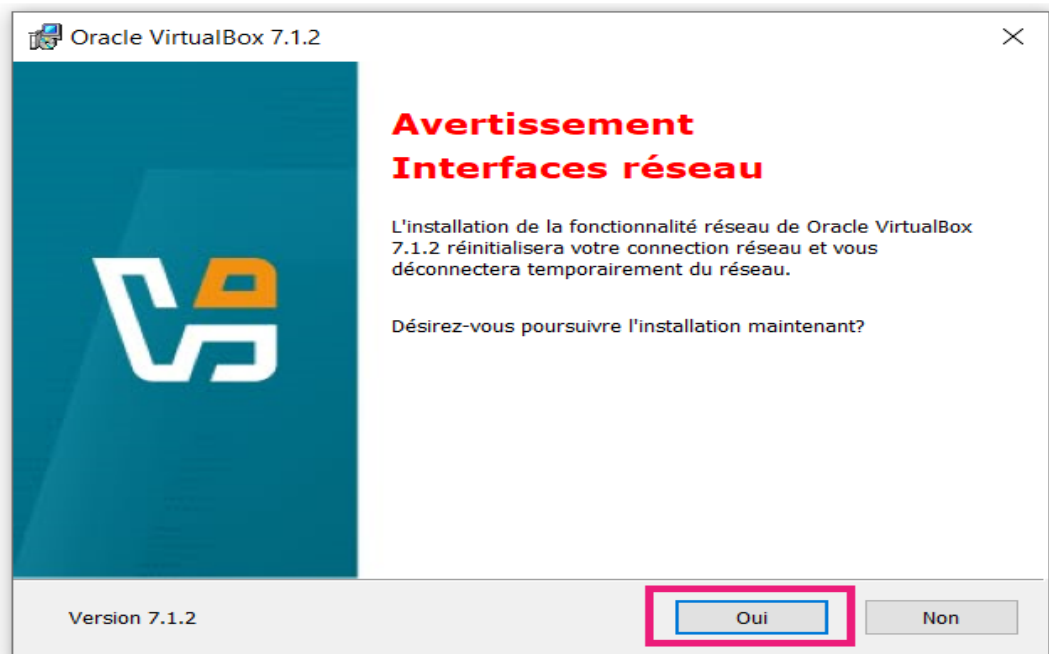 Oracle VirtualBox 7.1.2
Avertissement
Interfaces réseau
L'installation de la fonctionnalité réseau de Oracle VirtualBox
7.1.2 réinitialisera votre connection réseau et vous
déconnectera temporairement du réseau.
Désirez-vous poursuivre l'installation maintenant?
Version 7.1.2
Oui
Non